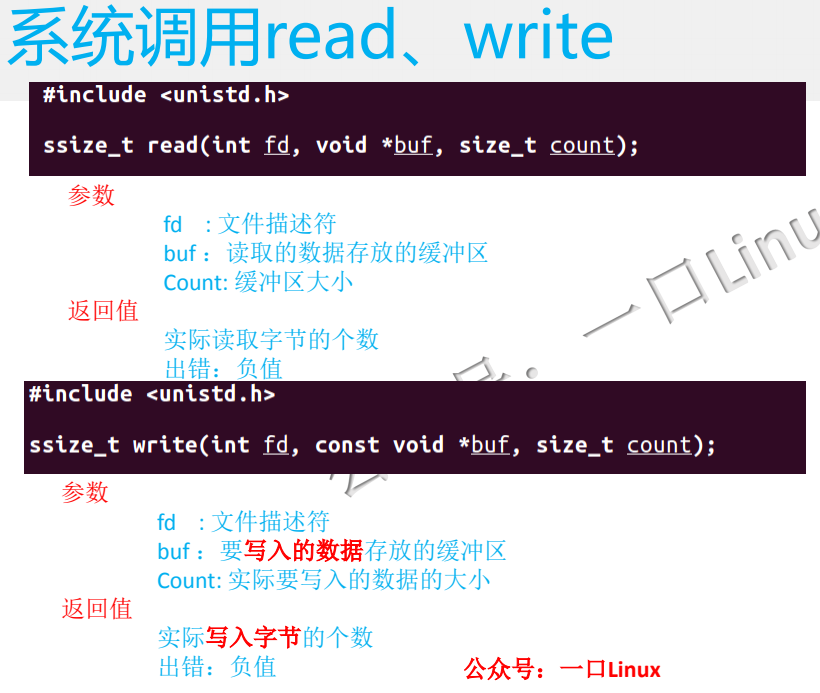 系统调用read、write
#include <unistd.h>
ssize_t read(int fd, void *buf, size_t count);
参数
fd : 文件描述符
buf： 读取的数据存放的缓冲区
Count: 缓冲区大小
返回值
实际读取字节的个数
出错：负值
#include <unistd.h>
ssize_t write(int fd, const void *buf, size_t count);
参数
fd : 文件描述符
buf： 要写入的数据存放的缓冲区
Count: 实际要写入的数据的大小
返回值
实际写入字节的个数
出错：负值
公众号：一口Linux
一口Linu